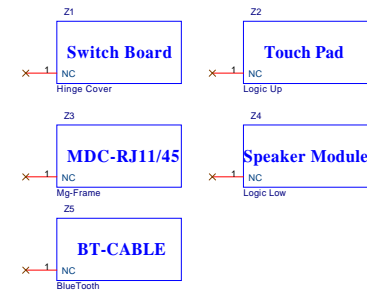 Z1
Switch Board
1
NC
Hinge Cover
Z2
Touch Pad
1
NC
Logic Up
Z3
MDC-RJ11/45
1
NC
Mg-Frame
Z4
Speaker Module
1
NC
Logic Low
Z5
BT-CABLE
1
NC
BlueTooth